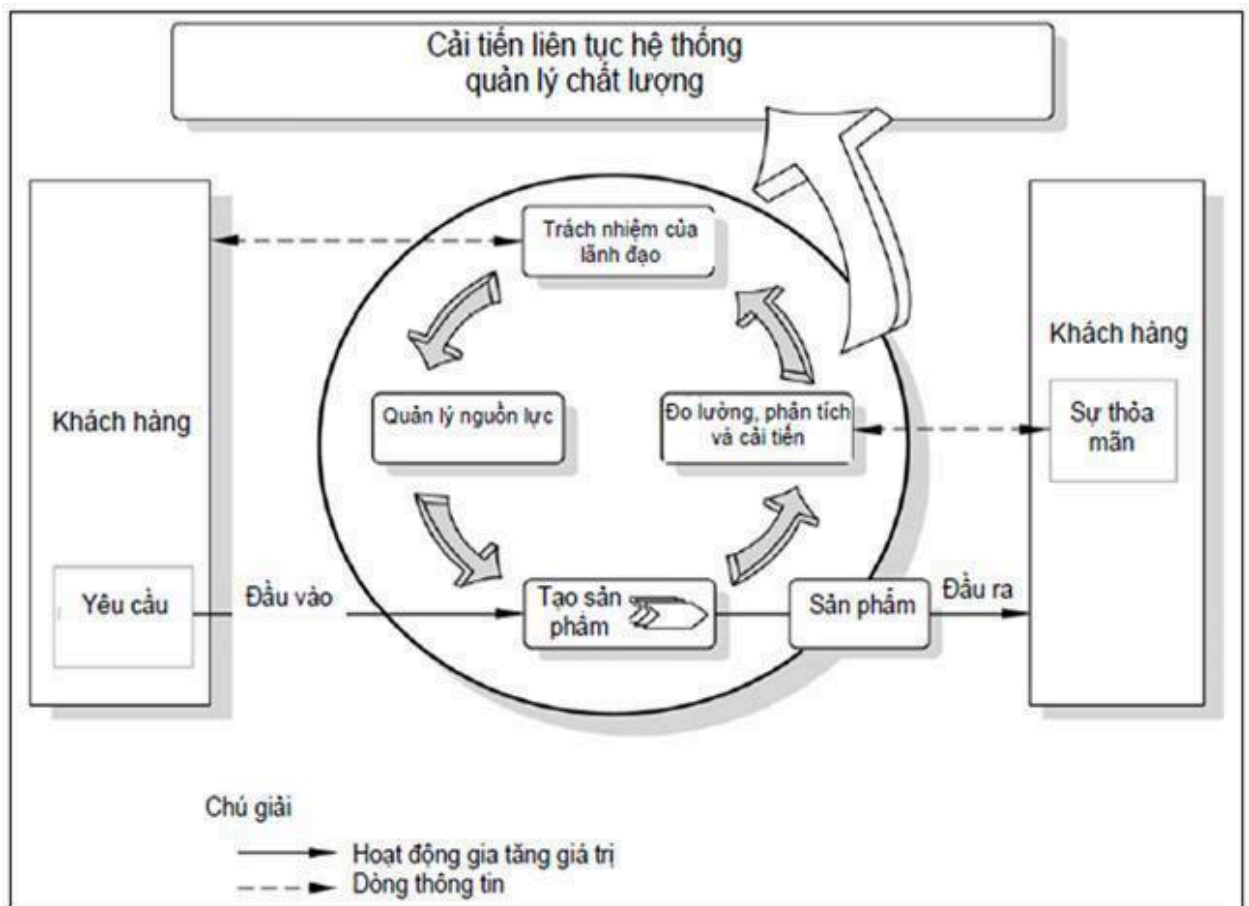 Cải tiến liên tục hệ thống
quản lý chất lượng
Trách nhiệm của
lãnh đạo
Khách hàng
Khách hàng
Quản lý nguồn lực
Đo lường, phân tích
và cải tiến
Sự thỏa
mãn
Yêu cầu
Đầu vào
Tạo sản
phẩm
Sản phẩm
Đầu ra
Chú giải
Hoạt động gia tăng giá trị
Dòng thông tin